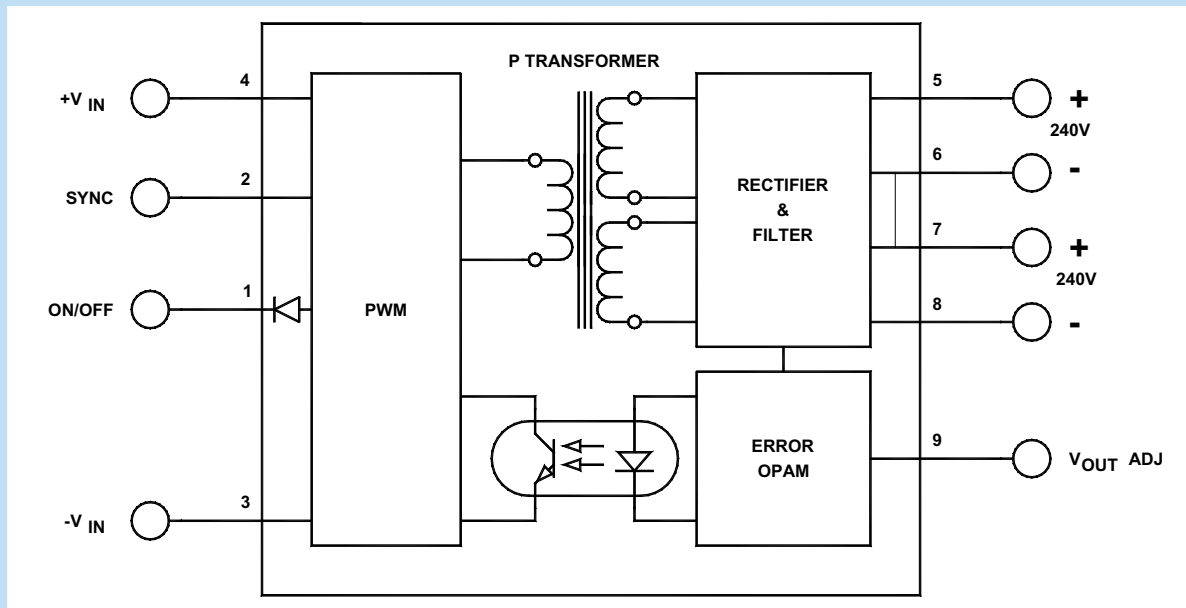 P TRANSFORMER
+V IN
4
SYNC
2
ON/OFF
1
-V IN
3
PWM
RECTIFIER
&
FILTER
ERROR
OPAM
5
+
240V
6
-
7
+
240V
8
-
9
VOUT ADJ